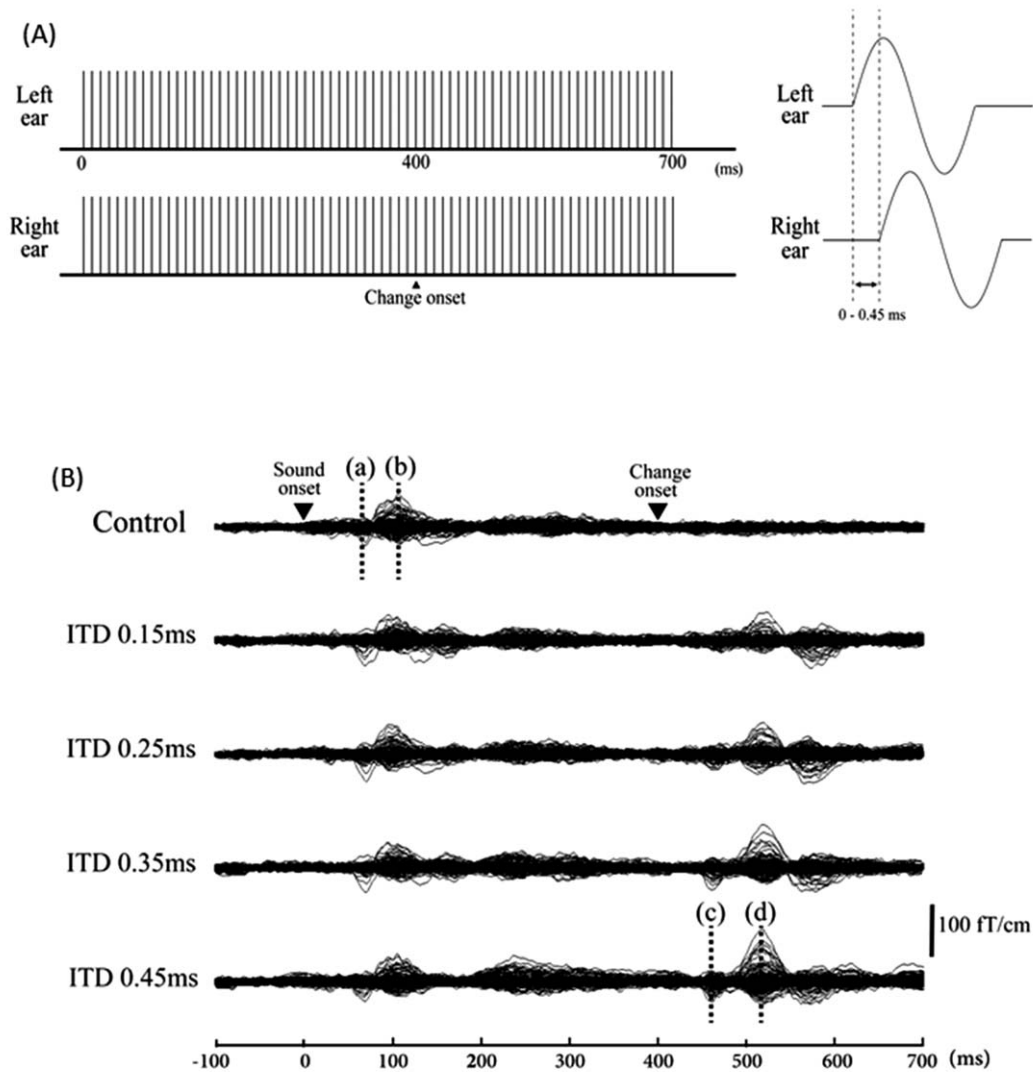 (A)
Left
ear
0 400 700 (ms)
Right
ear
Change onset
Left
ear
Right
ear
0 - 0.45 ms
(B)
Sound
onset
(a) (b)
Change
onset
Control
ITD 0.15ms
ITD 0.25ms
ITD 0.35ms
(c) (d)
100 fT/cm
ITD 0.45ms
-100 0 100 200 300 400 500 600 700 (ms)